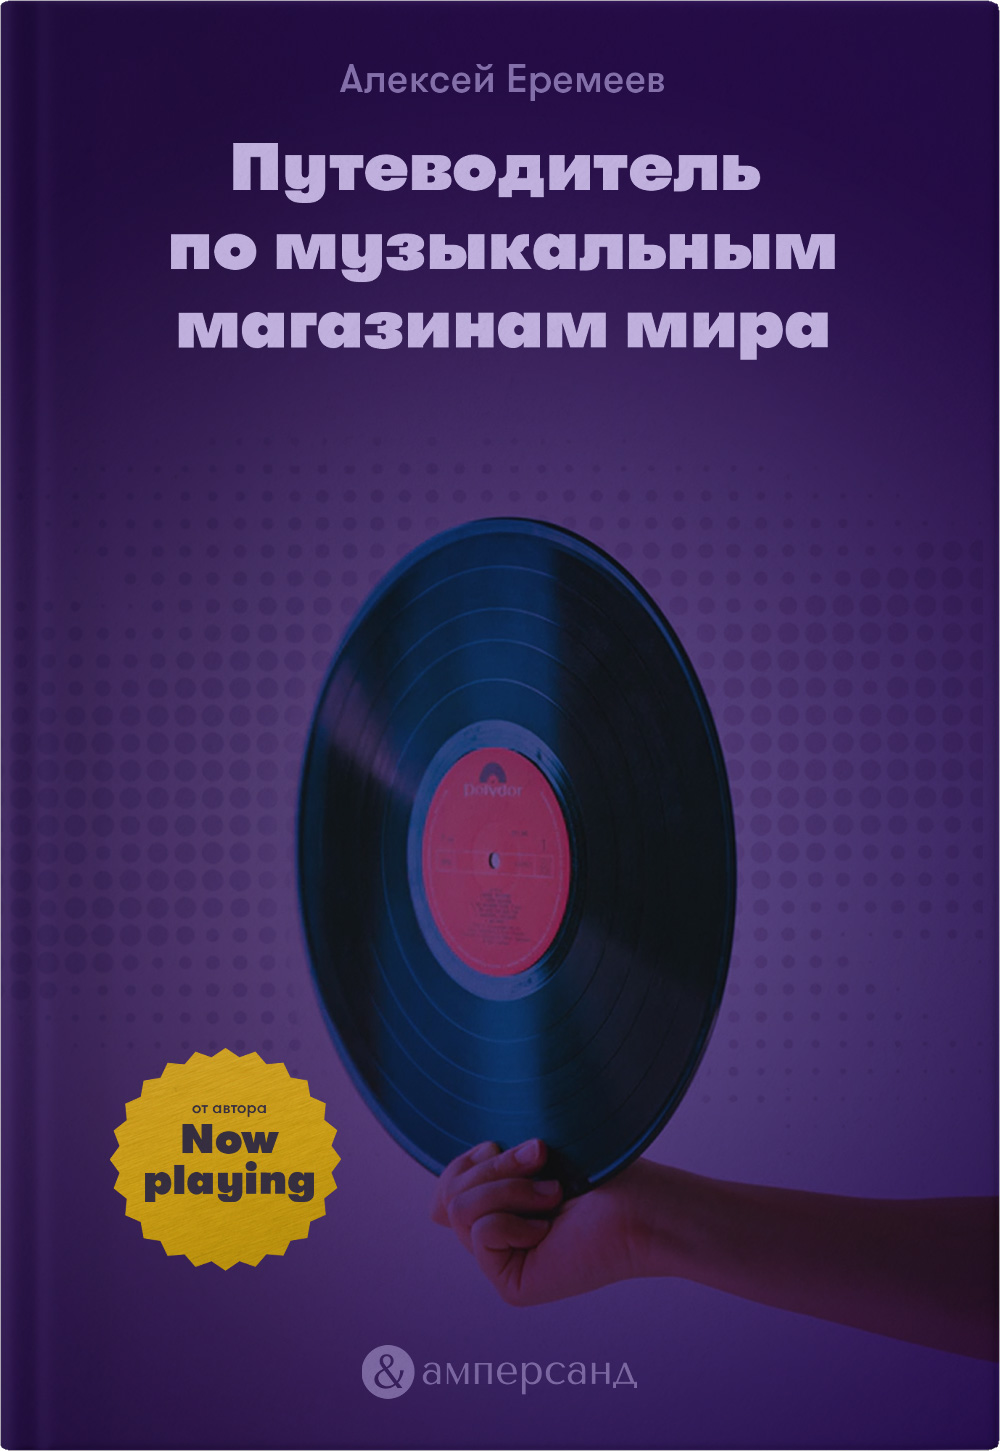 Алексей Еремеев
Путеводитель
по музыкальным
магазинам мира
polydor
от автора
Now
playing
& амперсанд